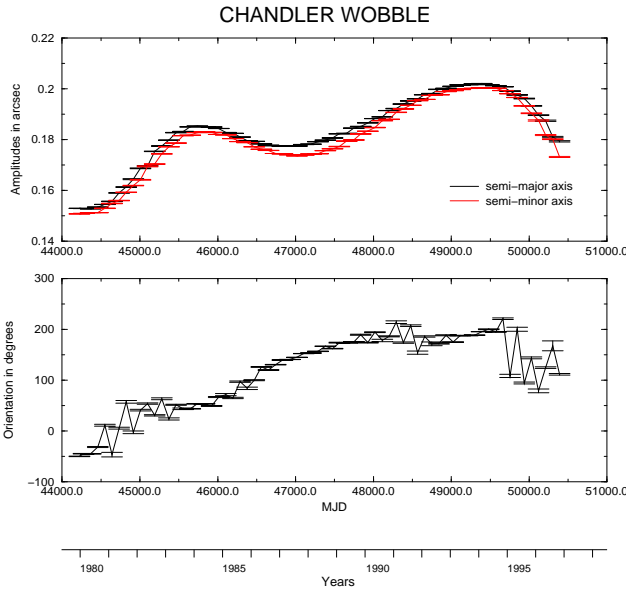 CHANDLER WOBBLE
Amplitudes in arcsec
0.22
0.2
0.18
0.16
0.14
semi−major axis
semi−minor axis
44000.0 45000.0 46000.0 47000.0 48000.0 49000.0 50000.0 51000.0
Orientation in degrees
300
200
100
0
−100
44000.0 45000.0 46000.0 47000.0 48000.0 49000.0 50000.0 51000.0
MJD
1980 1985 1990 1995
Years